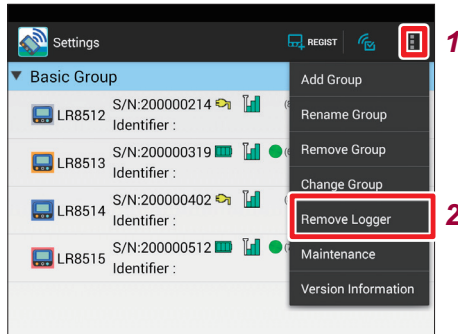 Settings
REGIST
1
Basic Group
Add Group
S/N:200000214
LR8512
Identifier :
Rename Group
S/N:200000319
LR8513
Identifier :
Remove Group
Change Group
S/N:200000402
LR8514
Identifier :
Remove Logger
2
S/N:200000512
LR8515
Identifier :
Maintenance
Version Information